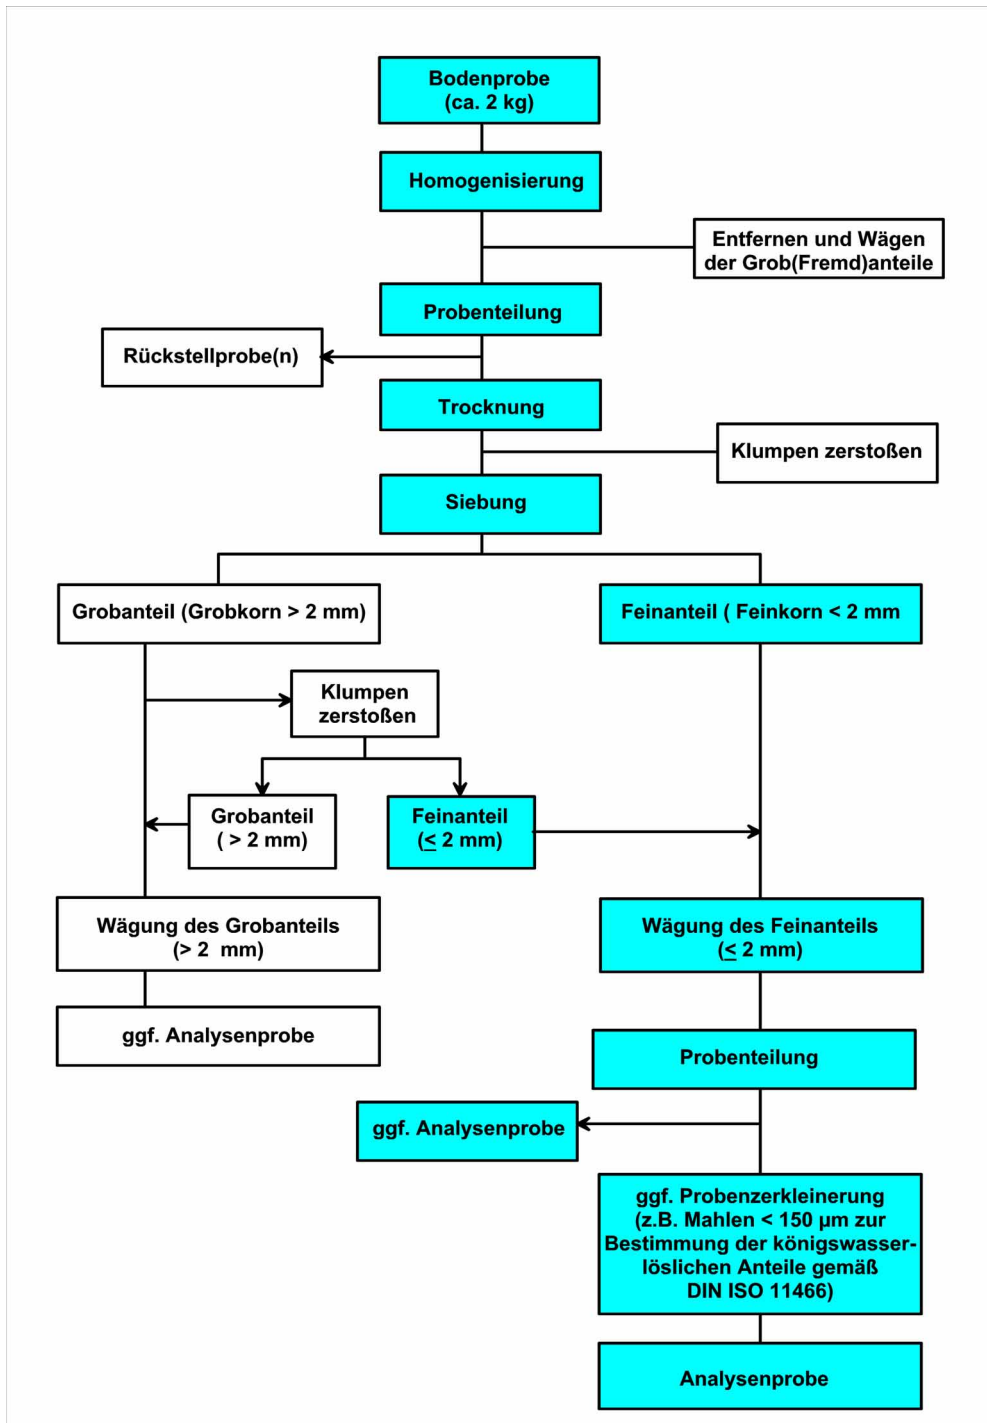 Bodenprobe
(ca. 2 kg)
Homogenisierung
Entfernen und Wägen
der Grob(Fremd)anteile
Probenteilung
Rückstellprobe(n)
Trocknung
Klumpen zerstoßen
Siebung
Grobanteil (Grobkorn > 2 mm)
Feinanteil ( Feinkorn < 2 mm
Klumpen
zerstoßen
Grobanteil
( > 2 mm)
Feinanteil
(≤ 2 mm)
Wägung des Grobanteils
(> 2 mm)
Wägung des Feinanteils
(≤ 2 mm)
ggf. Analysenprobe
Probenteilung
ggf. Analysenprobe
ggf. Probenzerkleinerung
(z.B. Mahlen < 150 µm zur
Bestimmung der königswasser-
löslichen Anteile gemäß
DIN ISO 11466)
Analysenprobe